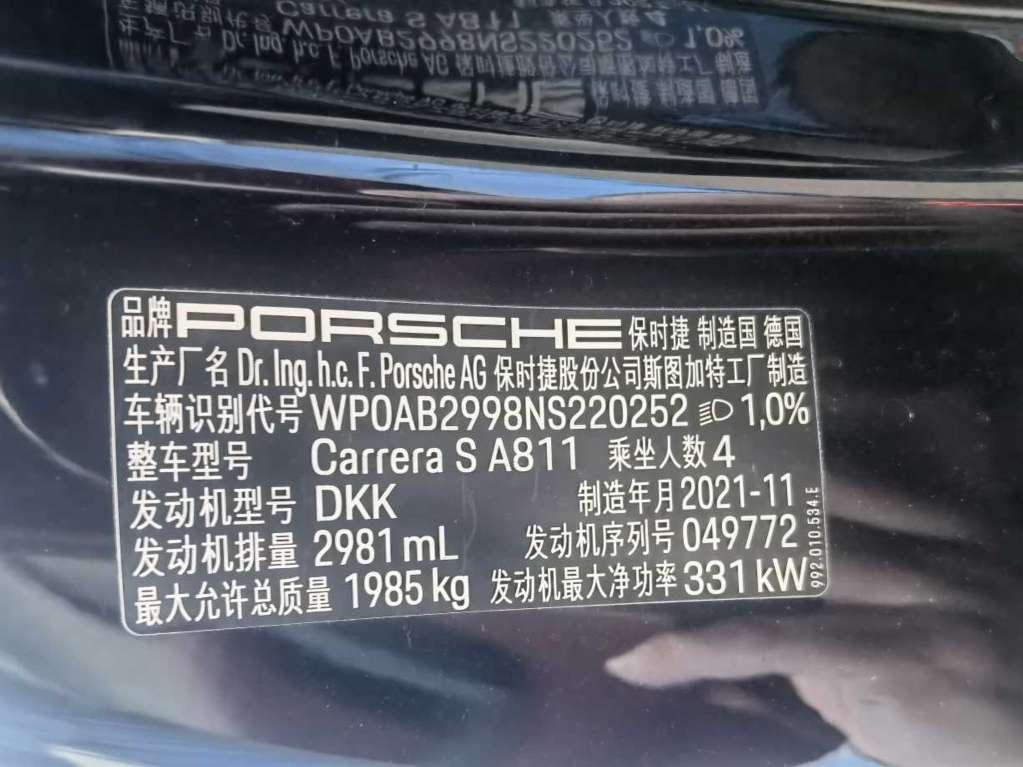 品牌 PORSCHE 保时捷 制造国 德国
生产厂名 Dr. Ing. h.c. F. Porsche AG 保时捷股份公司斯图加特工厂制造
车辆识别代号 WP0AB2998NS220252 1,0%
整车型号 Carrera S A811 乘坐人数 4
发动机型号 DKK 制造年月 2021-11
发动机排量 2981 mL 发动机序列号 049772
最大允许总质量 1985 kg 发动机最大净功率 331 kW
992.010.534.E